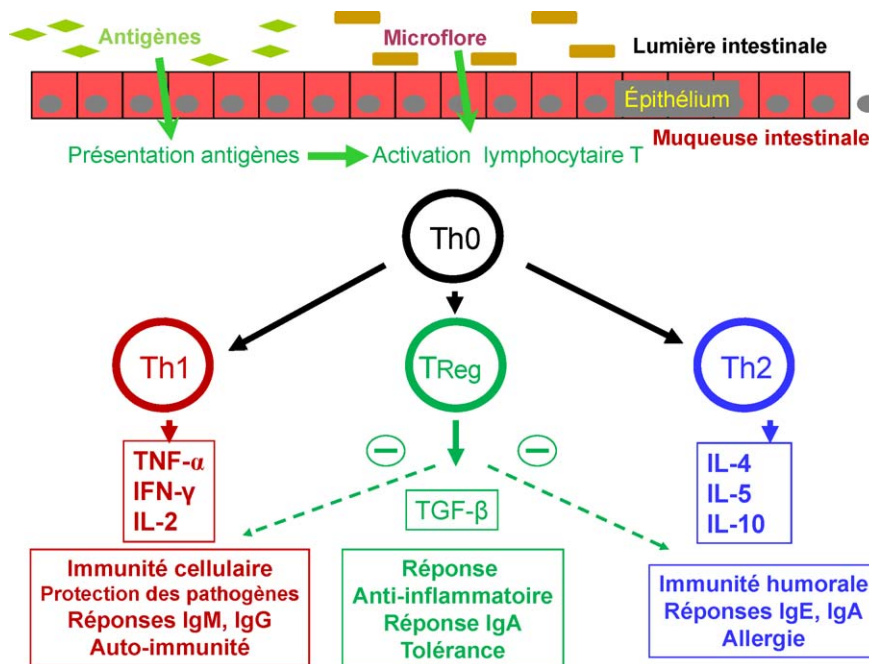 Antigènes
Microflore
Lumière intestinale
Épithélium
Muqueuse intestinale
Présentation antigènes
Activation lymphocytaire T
Th0
Th1
TReg
Th2
TNF-α
IFN-γ
IL-2
TGF-β
IL-4
IL-5
IL-10
Immunité cellulaire
Protection des pathogènes
Réponses IgM, IgG
Auto-immunité
Réponse
Anti-inflammatoire
Réponse IgA
Tolérance
Immunité humorale
Réponses IgE, IgA
Allergie